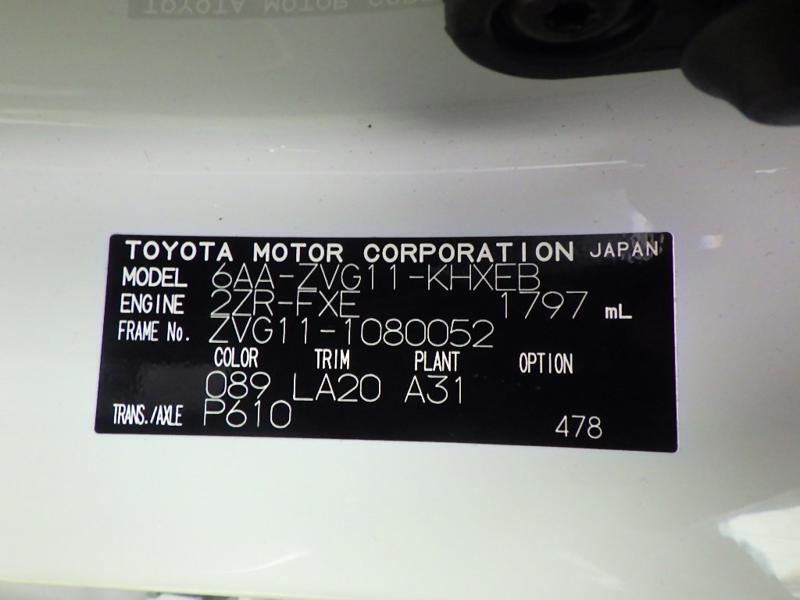 TOYOTA MOTOR CORPORATION JAPAN
MODEL 6AA-ZVG11-KHXEB
ENGINE 2ZR-FXE 1797 mL
FRAME No. ZVG11-1080052
COLOR TRIM PLANT OPTION
089 LA20 A31
TRANS./AXLE P610
478